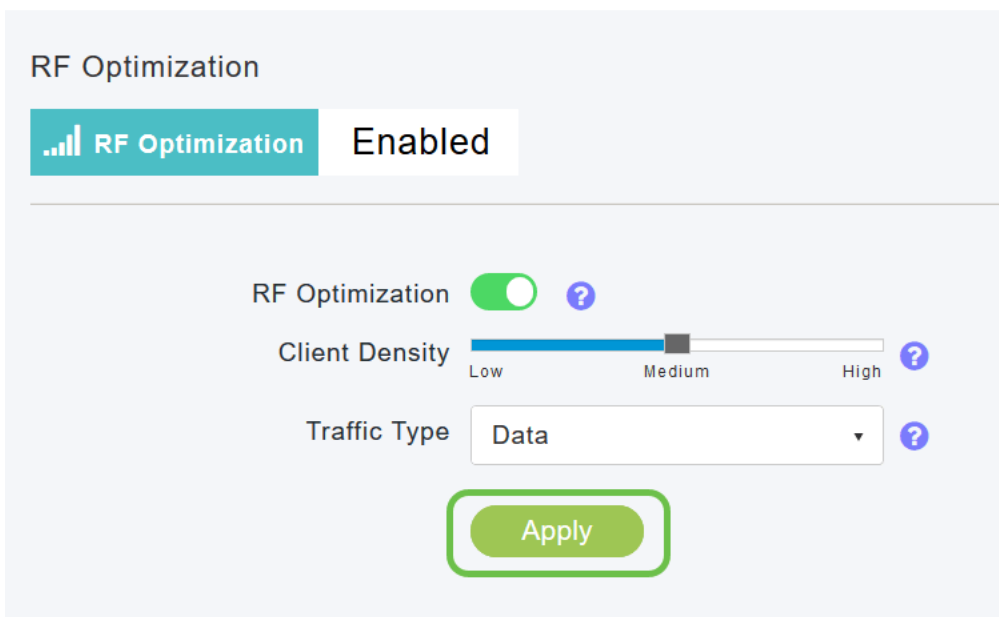 RF Optimization
RF Optimization Enabled
RF Optimization ?
Client Density ?
Low Medium High
Traffic Type Data ?
Apply